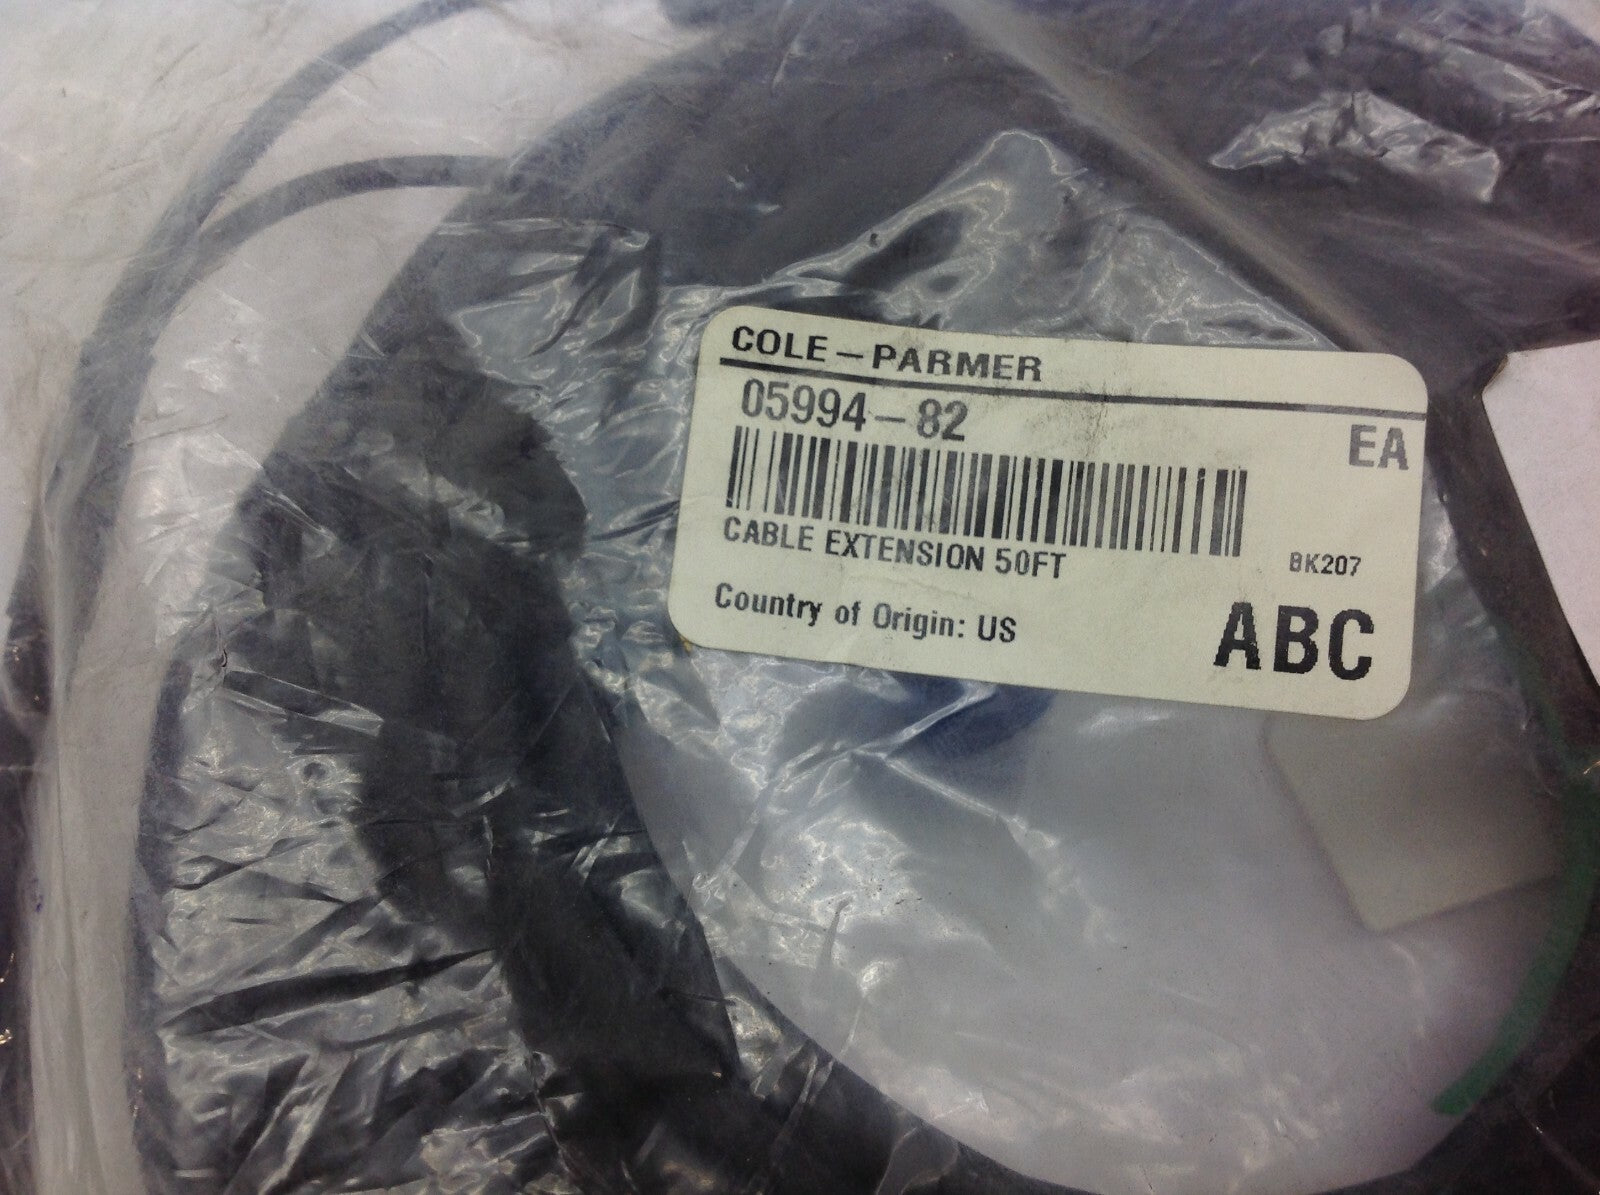 COLE-PARMER
05994-82
EA
CABLE EXTENSION 50FT
BK207
Country of Origin: US
ABC